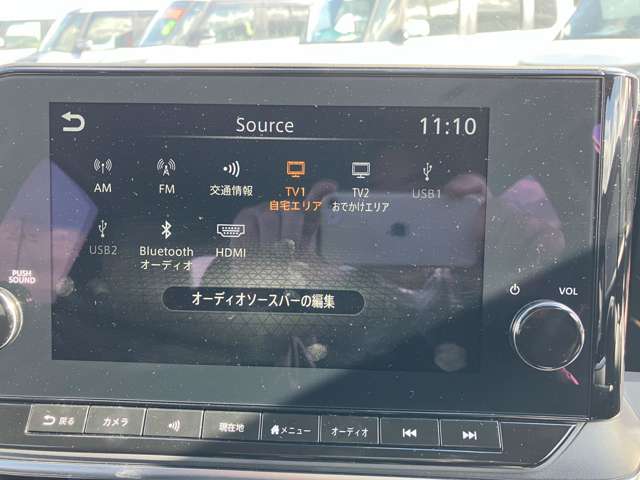 Source
11:10
AM
FM
交通情報
TV1
自宅エリア
TV2
おでかけエリア
USB1
USB2
Bluetooth
オーディオ
HDMI
オーディオソースバーの編集
PUSH
SOUND
VOL
戻る
カメラ
現在地
メニュー
オーディオ